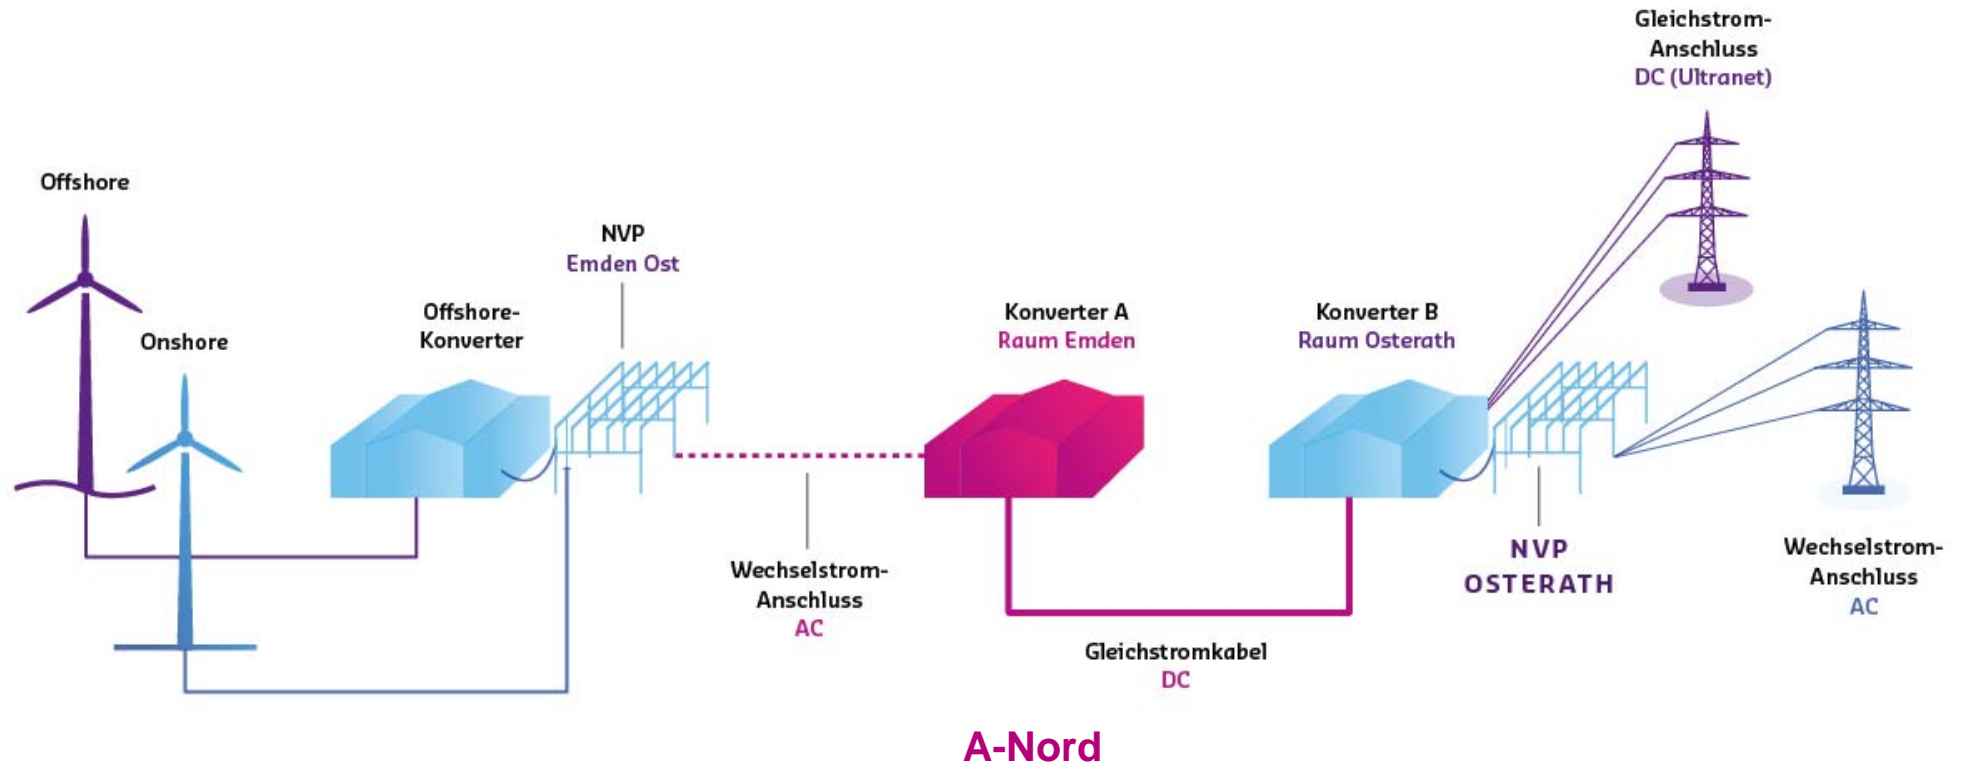 Gleichstrom-
Anschluss
DC (Ultranet)
Offshore
NVP
Emden Ost
Onshore
Offshore-
Konverter
Konverter A
Raum Emden
Konverter B
Raum Osterath
Wechselstrom-
Anschluss
AC
Gleichstromkabel
DC
NVP
OSTERATH
Wechselstrom-
Anschluss
AC
A-Nord